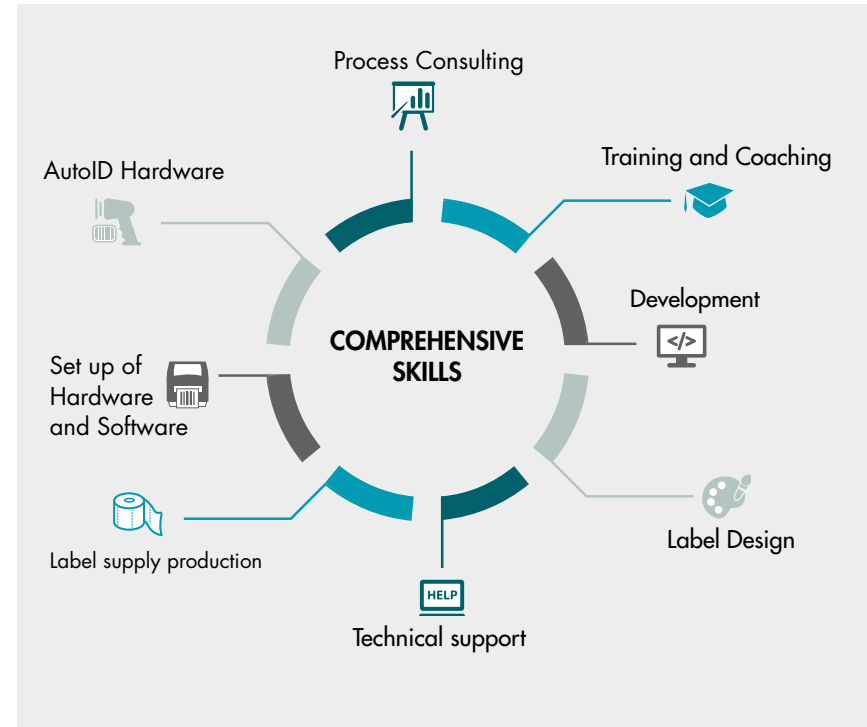 Process Consulting
Training and Coaching
AutoID Hardware
Development
</>
COMPREHENSIVE
SKILLS
Set up of
Hardware
and Software
Label Design
Label supply production
HELP
Technical support